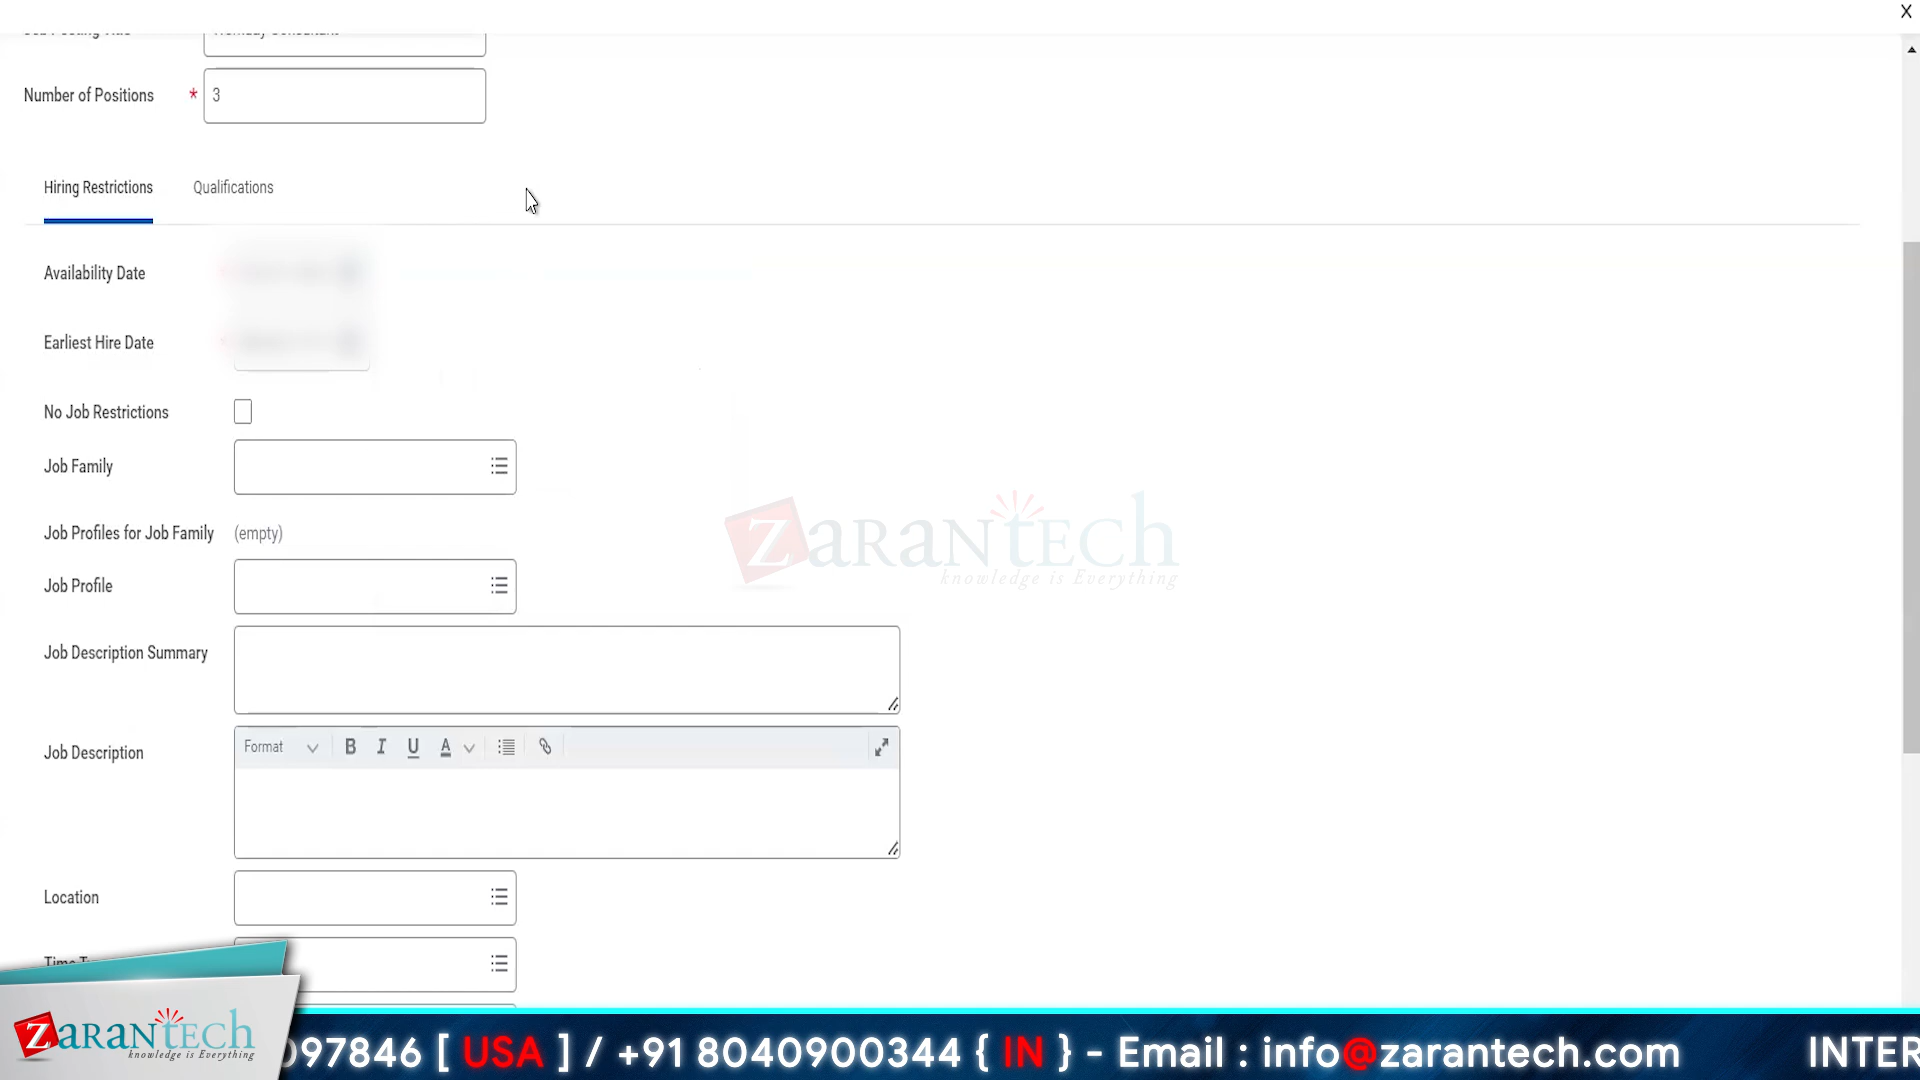 X
Number of Positions * 3
Hiring Restrictions Qualifications
Availability Date
Earliest Hire Date
No Job Restrictions
Job Family
Job Profiles for Job Family (empty)
Job Profile
Job Description Summary
Job Description
Format B I U A
Location
ZARANTECH
knowledge is Everything
ZARANTECH
knowledge is Everything
097846 [ USA ] / +91 8040900344 { IN } - Email : info@zarantech.com INTER